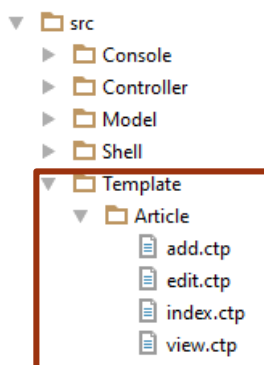 src
Console
Controller
Model
Shell
Template
Article
add.ctp
edit.ctp
index.ctp
view.ctp